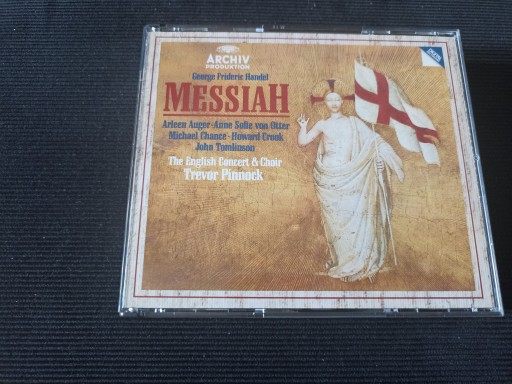 ARCHIV
PRODUKTION
George Frideric Handel
MESSIAH
Arleen Auger·Anne Sofie von Otter
Michael Chance·Howard Crook
John Tomlinson
The English Concert & Choir
Trevor Pinnock